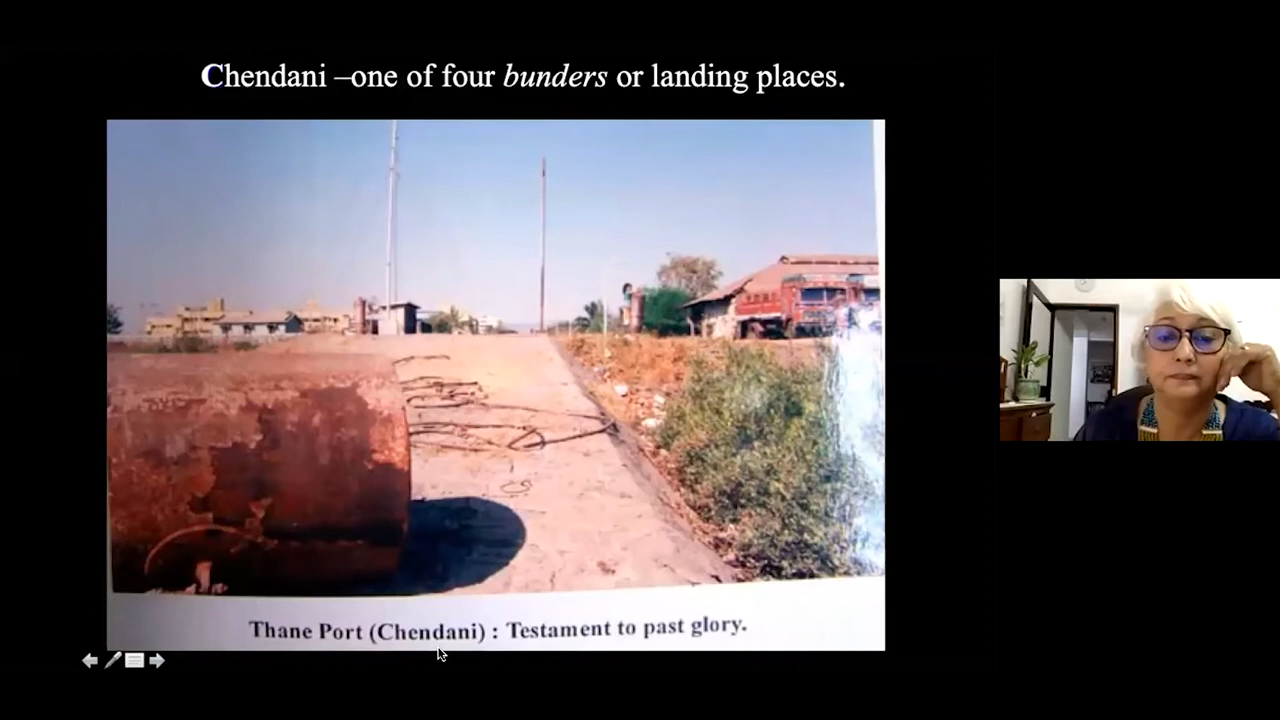 Chendani –one of four bunders or landing places.
Thane Port (Chendani) : Testament to past glory.